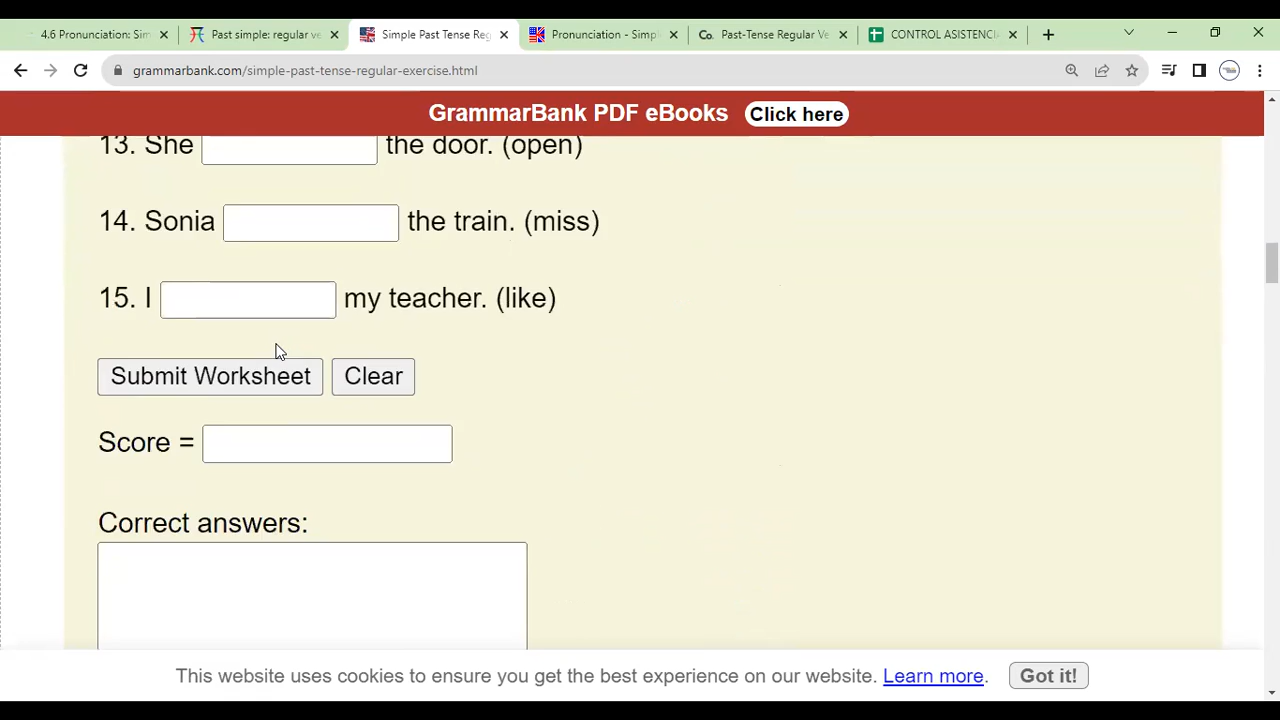 4.6 Pronunciation: Sim
Past simple regular ve
Simple Past Tense Reg
Pronunciation - Simpl
Co. Past-Tense Regular Ve
CONTROL ASISTENCI
grammarbank.com/simple-past-tense-regular-exercise.html
GrammarBank PDF eBooks Click here
13. She the door. (open)
14. Sonia the train. (miss)
15. I my teacher. (like)
Submit Worksheet Clear
Score =
Correct answers:
This website uses cookies to ensure you get the best experience on our website. Learn more. Got it!